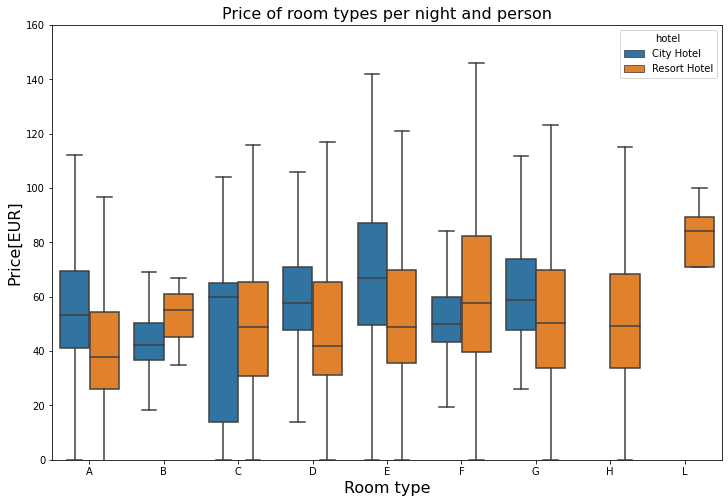 Price of room types per night and person
hotel
City Hotel
Resort Hotel
160
140
120
100
80
60
40
20
0
Price[EUR]
A B C D E F G H L
Room type